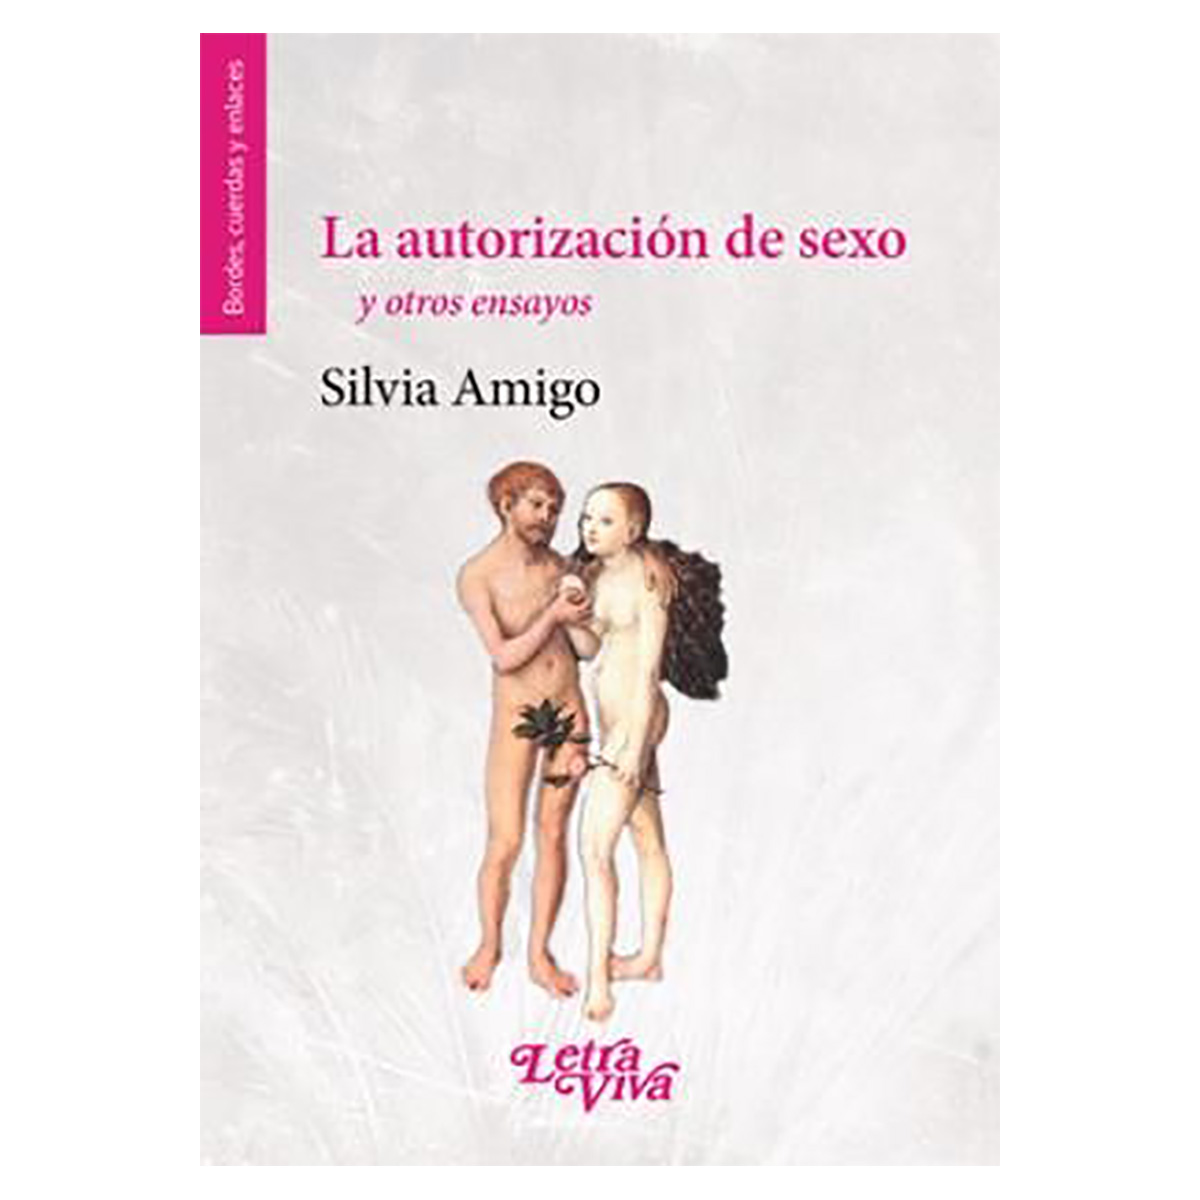 Bordes, cuerdas y enlaces
La autorización de sexo
y otros ensayos
Silvia Amigo
Letra
Viva